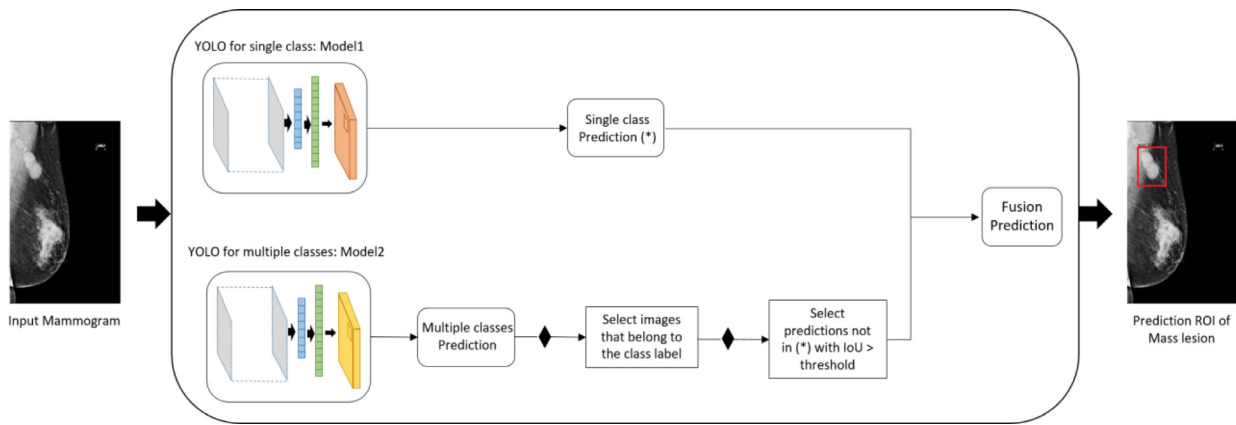 YOLO for single class: Model1
Single class
Prediction (*)
Fusion
Prediction
YOLO for multiple classes: Model2
Input Mammogram
Multiple classes
Prediction
Select images
that belong to
the class label
Select
predictions not
in (*) with IoU >
threshold
Prediction ROI of
Mass lesion